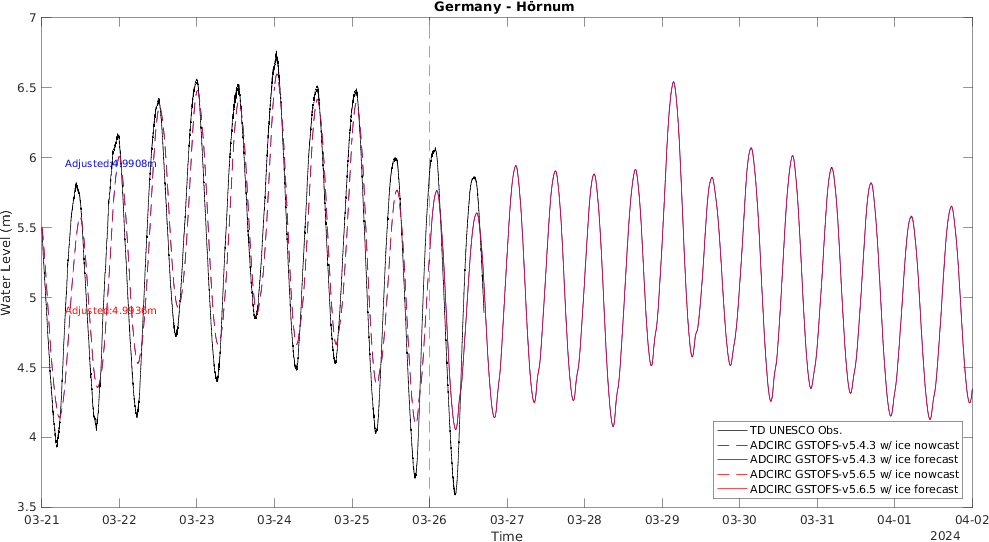 Germany - Hörnum
7
6.5
6
5.5
5
4.5
4
3.5
Water Level (m)
Adjusted:4.9908m
Adjusted:4.9936m
TD UNESCO Obs.
ADCIRC GSTOFS-v5.4.3 w/ ice nowcast
ADCIRC GSTOFS-v5.4.3 w/ ice forecast
ADCIRC GSTOFS-v5.6.5 w/ ice nowcast
ADCIRC GSTOFS-v5.6.5 w/ ice forecast
03-21 03-22 03-23 03-24 03-25 03-26 03-27 03-28 03-29 03-30 03-31 04-01 04-02
Time
2024